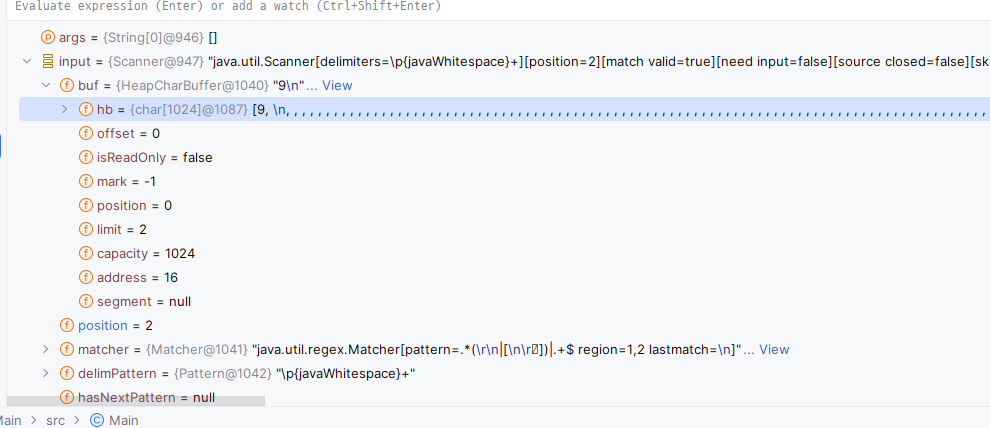 Evaluate expression (Enter) or add a watch (Ctrl+Shift+Enter)
args = {String[0]@946} []
input = {Scanner@947} "java.util.Scanner[delimiters=\p{javaWhitespace}+][position=2][match valid=true][need input=false][source closed=false][sk
buf = {HeapCharBuffer@1040} "9\n"... View
hb = {char[1024]@1087} [9, \n, , , , , , , , , , , , , , , , , , , , , , , , , , , , , , , , , , , , , , , , , , , , , , , , , , , , , , , , , , , , , , , , , , , , , , , , , , , , , , , , , , , , , , , ,
offset = 0
isReadOnly = false
mark = -1
position = 0
limit = 2
capacity = 1024
address = 16
segment = null
position = 2
matcher = {Matcher@1041} "java.util.regex.Matcher[pattern=.*(\r\n|[\n\r])|.+$ region=1,2 lastmatch=\n]"... View
delimPattern = {Pattern@1042} "\p{javaWhitespace}+"
hasNextPattern = null
Main > src > Main